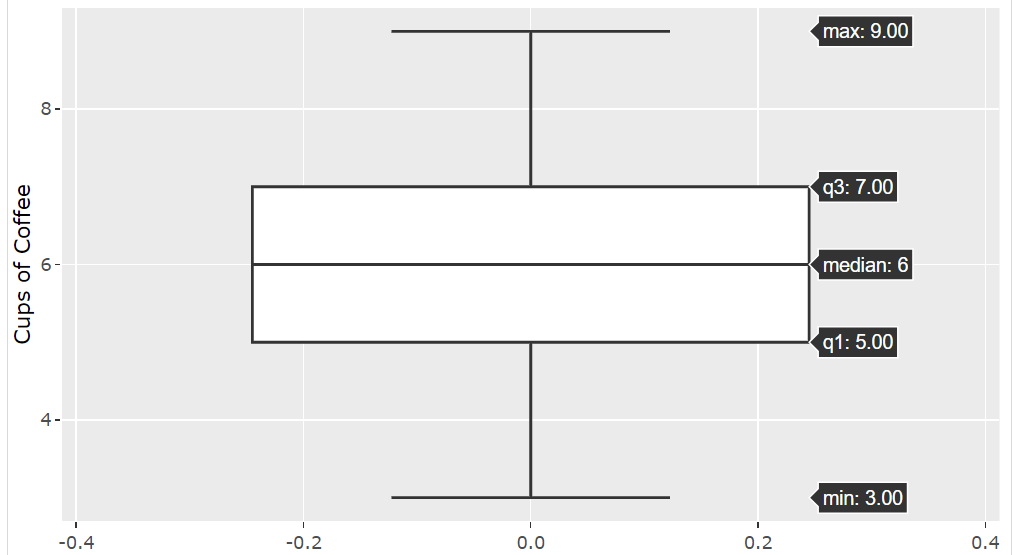 max: 9.00
8
q3: 7.00
Cups of Coffee
6
median: 6
q1: 5.00
4
min: 3.00
-0.4 -0.2 0.0 0.2 0.4